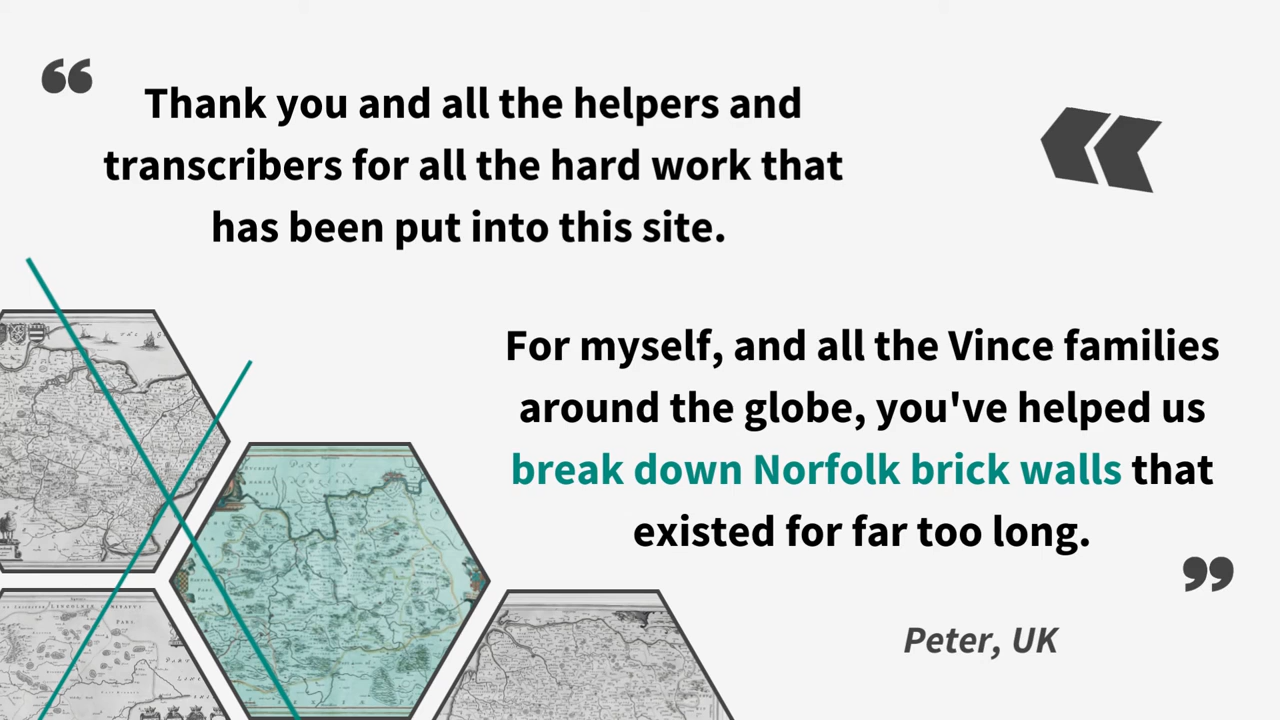 “
Thank you and all the helpers and
transcribers for all the hard work that
has been put into this site.
For myself, and all the Vince families
around the globe, you've helped us
break down Norfolk brick walls that
existed for far too long.
”
Peter, UK